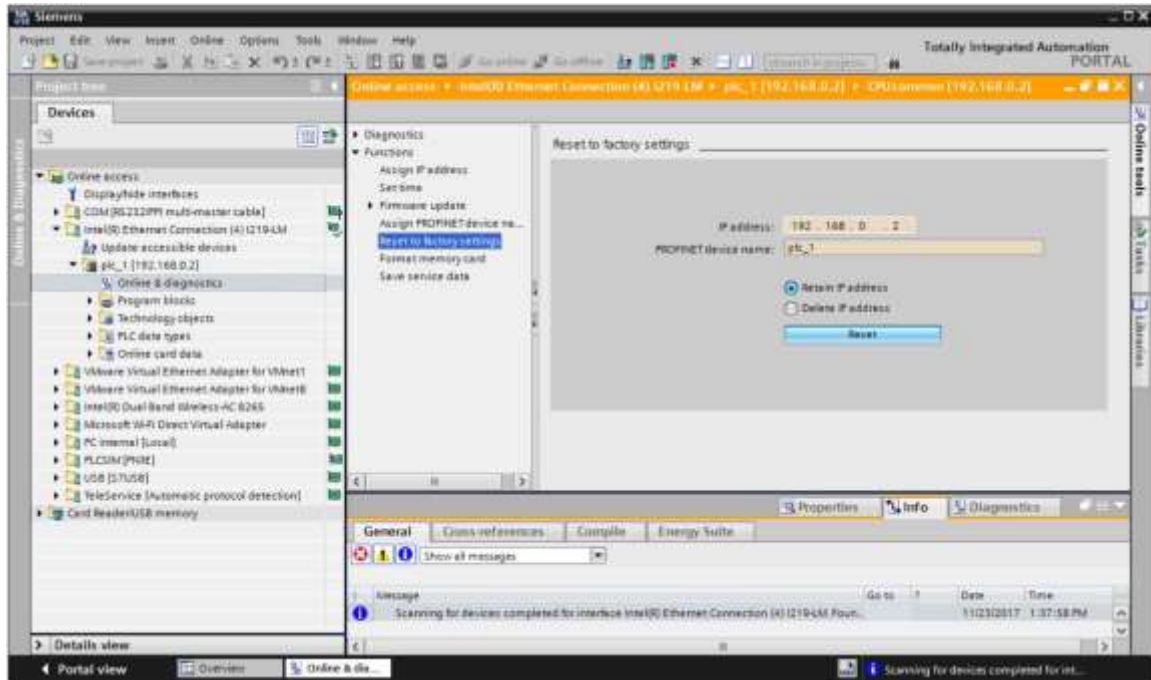 Siemens
Project Edit View Insert Online Options Tools Window Help
Save project
Go online Go offline
Totally Integrated Automation
PORTAL
Project tree
Online access Intel(R) Ethernet Connection (4) I219-LM plc_1 [192.168.0.2] CPUcommon [192.168.0.2]
Devices
Online access
Display/hide interfaces
COM [RS232/PPI multi-master cable]
Intel(R) Ethernet Connection (4) I219-LM
Update accessible devices
plc_1 [192.168.0.2]
Online & diagnostics
Program blocks
Technology objects
PLC data types
Online card data
VMware Virtual Ethernet Adapter for VMnet1
VMware Virtual Ethernet Adapter for VMnet8
Intel(R) Dual Band Wireless-AC 8265
Microsoft Wi-Fi Direct Virtual Adapter
PC internal [Local]
PLCSIM [PN/IE]
USB [S7USB]
TeleService [Automatic protocol detection]
Card Reader/USB memory
Details view
Diagnostics
Functions
Assign IP address
Set time
Firmware update
Assign PROFINET device na...
Reset to factory settings
Format memory card
Save service data
Reset to factory settings
IP address: 192 . 168 . 0 . 2
PROFINET device name: plc_1
Retain IP address
Delete IP address
Reset
Online tools
Tasks
Libraries
Properties Info Diagnostics
General Cross-references Compile Energy Suite
Show all messages
Message Go to ? Date Time
Scanning for devices completed for interface Intel(R) Ethernet Connection (4) I219-LM Foun... 11/23/2017 1:37:58 PM
Portal view Overview Online & dia... Scanning for devices completed for int...